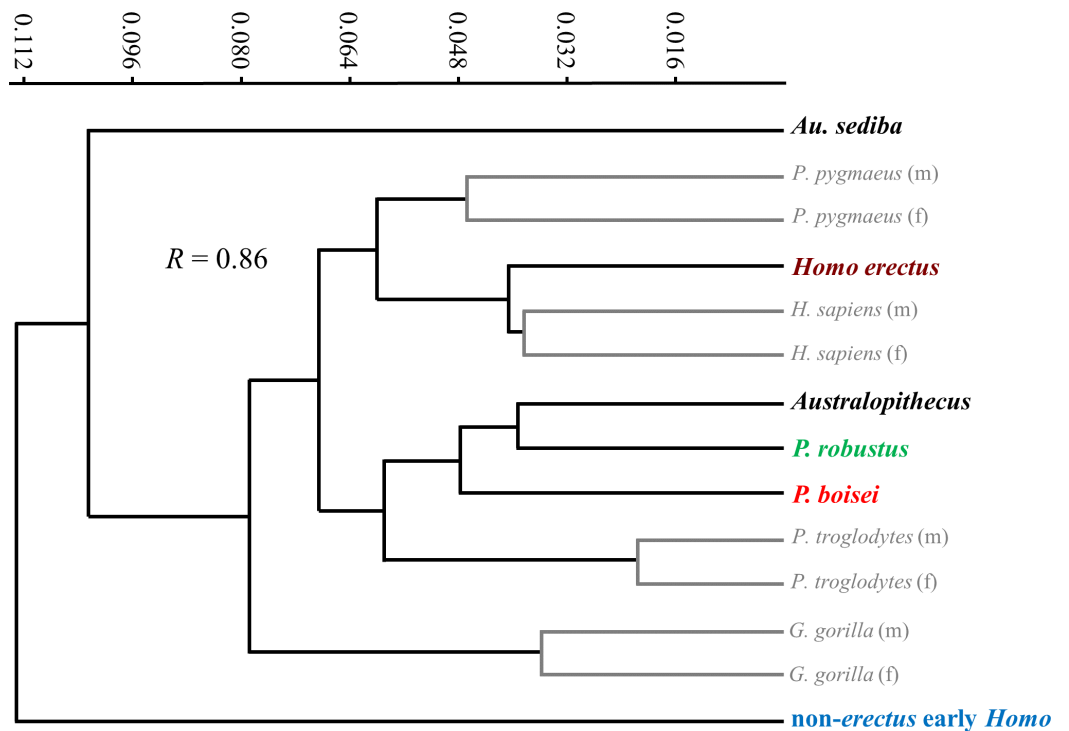 0.112
0.096
0.080
0.064
0.048
0.032
0.016
Au. sediba
P. pygmaeus (m)
P. pygmaeus (f)
R = 0.86
Homo erectus
H. sapiens (m)
H. sapiens (f)
Australopithecus
P. robustus
P. boisei
P. troglodytes (m)
P. troglodytes (f)
G. gorilla (m)
G. gorilla (f)
non-erectus early Homo